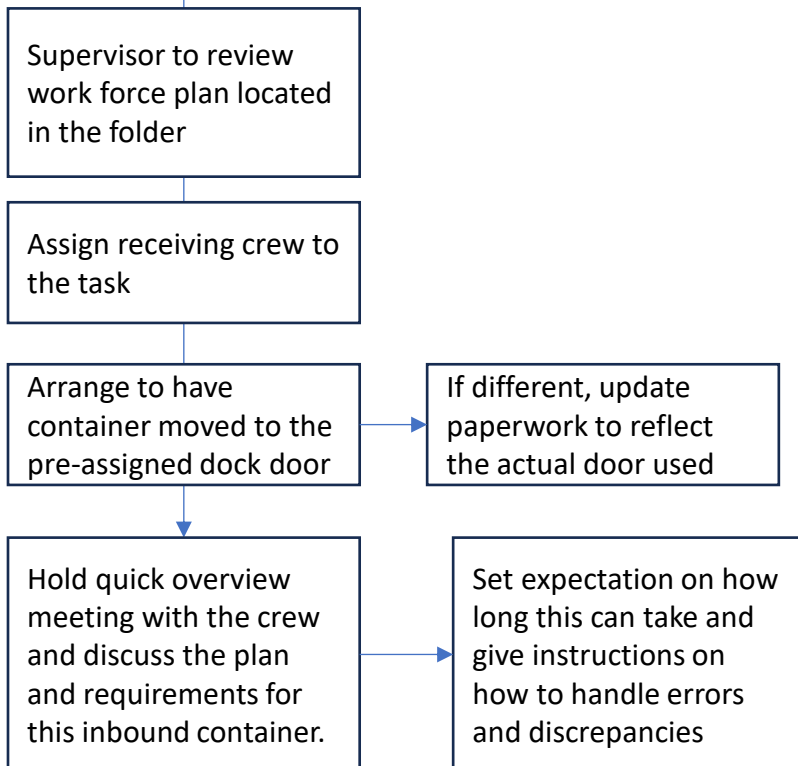 Supervisor to review
work force plan located
in the folder
Assign receiving crew to
the task
Arrange to have
container moved to the
pre-assigned dock door
If different, update
paperwork to reflect
the actual door used
Hold quick overview
meeting with the crew
and discuss the plan
and requirements for
this inbound container.
Set expectation on how
long this can take and
give instructions on
how to handle errors
and discrepancies